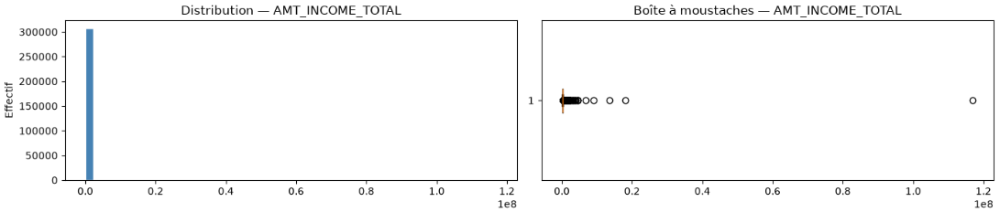 Distribution — AMT_INCOME_TOTAL
Effectif
300000
250000
200000
150000
100000
50000
0
0.0 0.2 0.4 0.6 0.8 1.0 1.2
1e8
Boîte à moustaches — AMT_INCOME_TOTAL
1
0.0 0.2 0.4 0.6 0.8 1.0 1.2
1e8